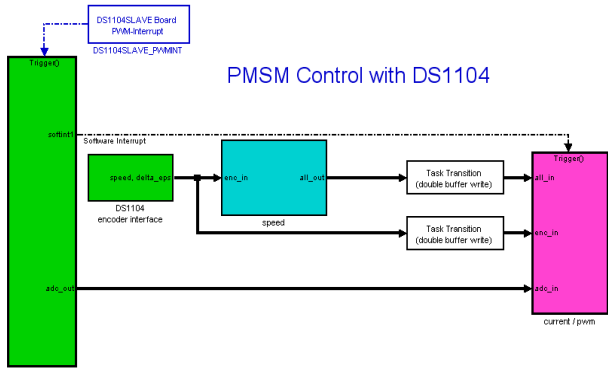 DS1104SLAVE Board
PWM-Interrupt
DS1104SLAVE_PWMINT
PMSM Control with DS1104
Trigger()
softint1
Software Interrupt
Trigger()
speed, delta_eps
enc_in
all_out
Task Transition
(double buffer write)
all_in
DS1104
encoder interface
speed
Task Transition
(double buffer write)
enc_in
adc_out
adc_in
current / pwm